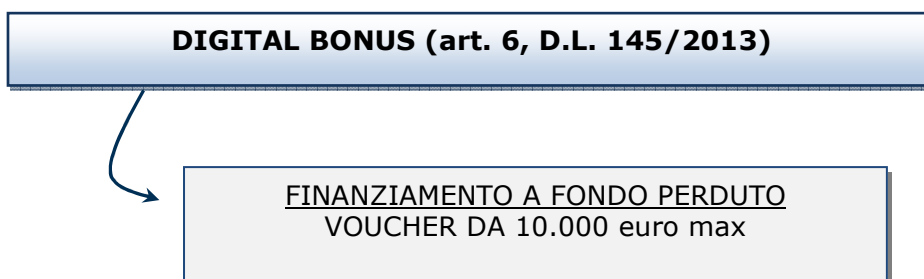 DIGITAL BONUS (art. 6, D.L. 145/2013)
FINANZIAMENTO A FONDO PERDUTO
VOUCHER DA 10.000 euro max